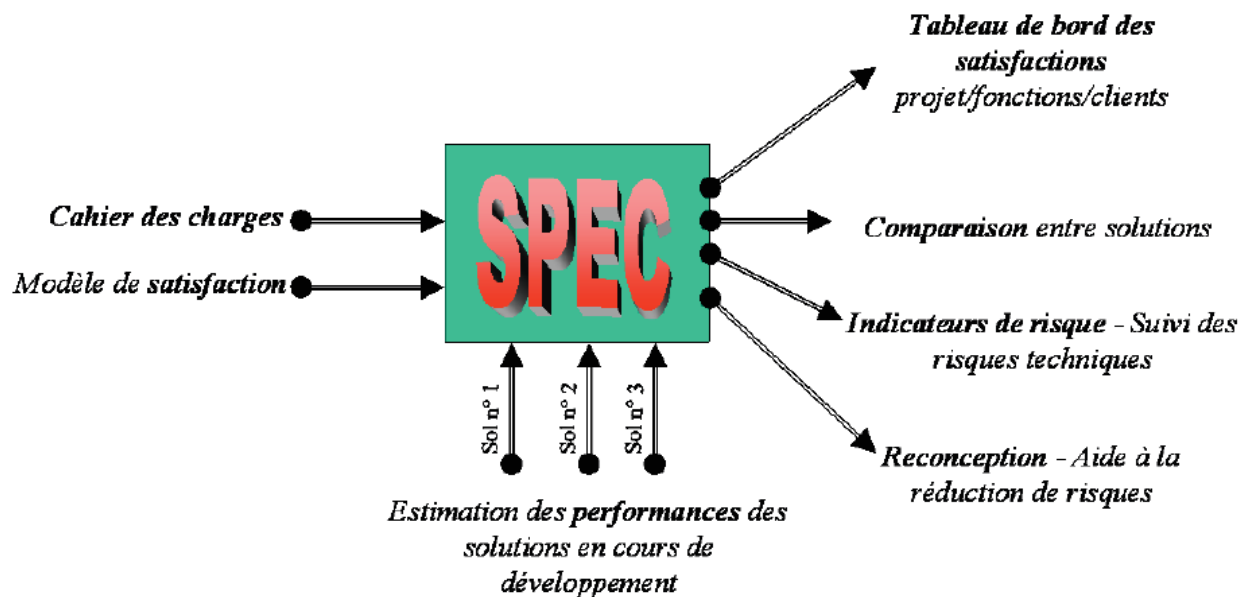 Tableau de bord des
satisfactions
projet/fonctions/clients
Cahier des charges
Modèle de satisfaction
SPEC
Comparaison entre solutions
Indicateurs de risque - Suivi des
risques techniques
Reconception - Aide à la
réduction de risques
Sol n° 1
Sol n° 2
Sol n° 3
Estimation des performances des
solutions en cours de
développement